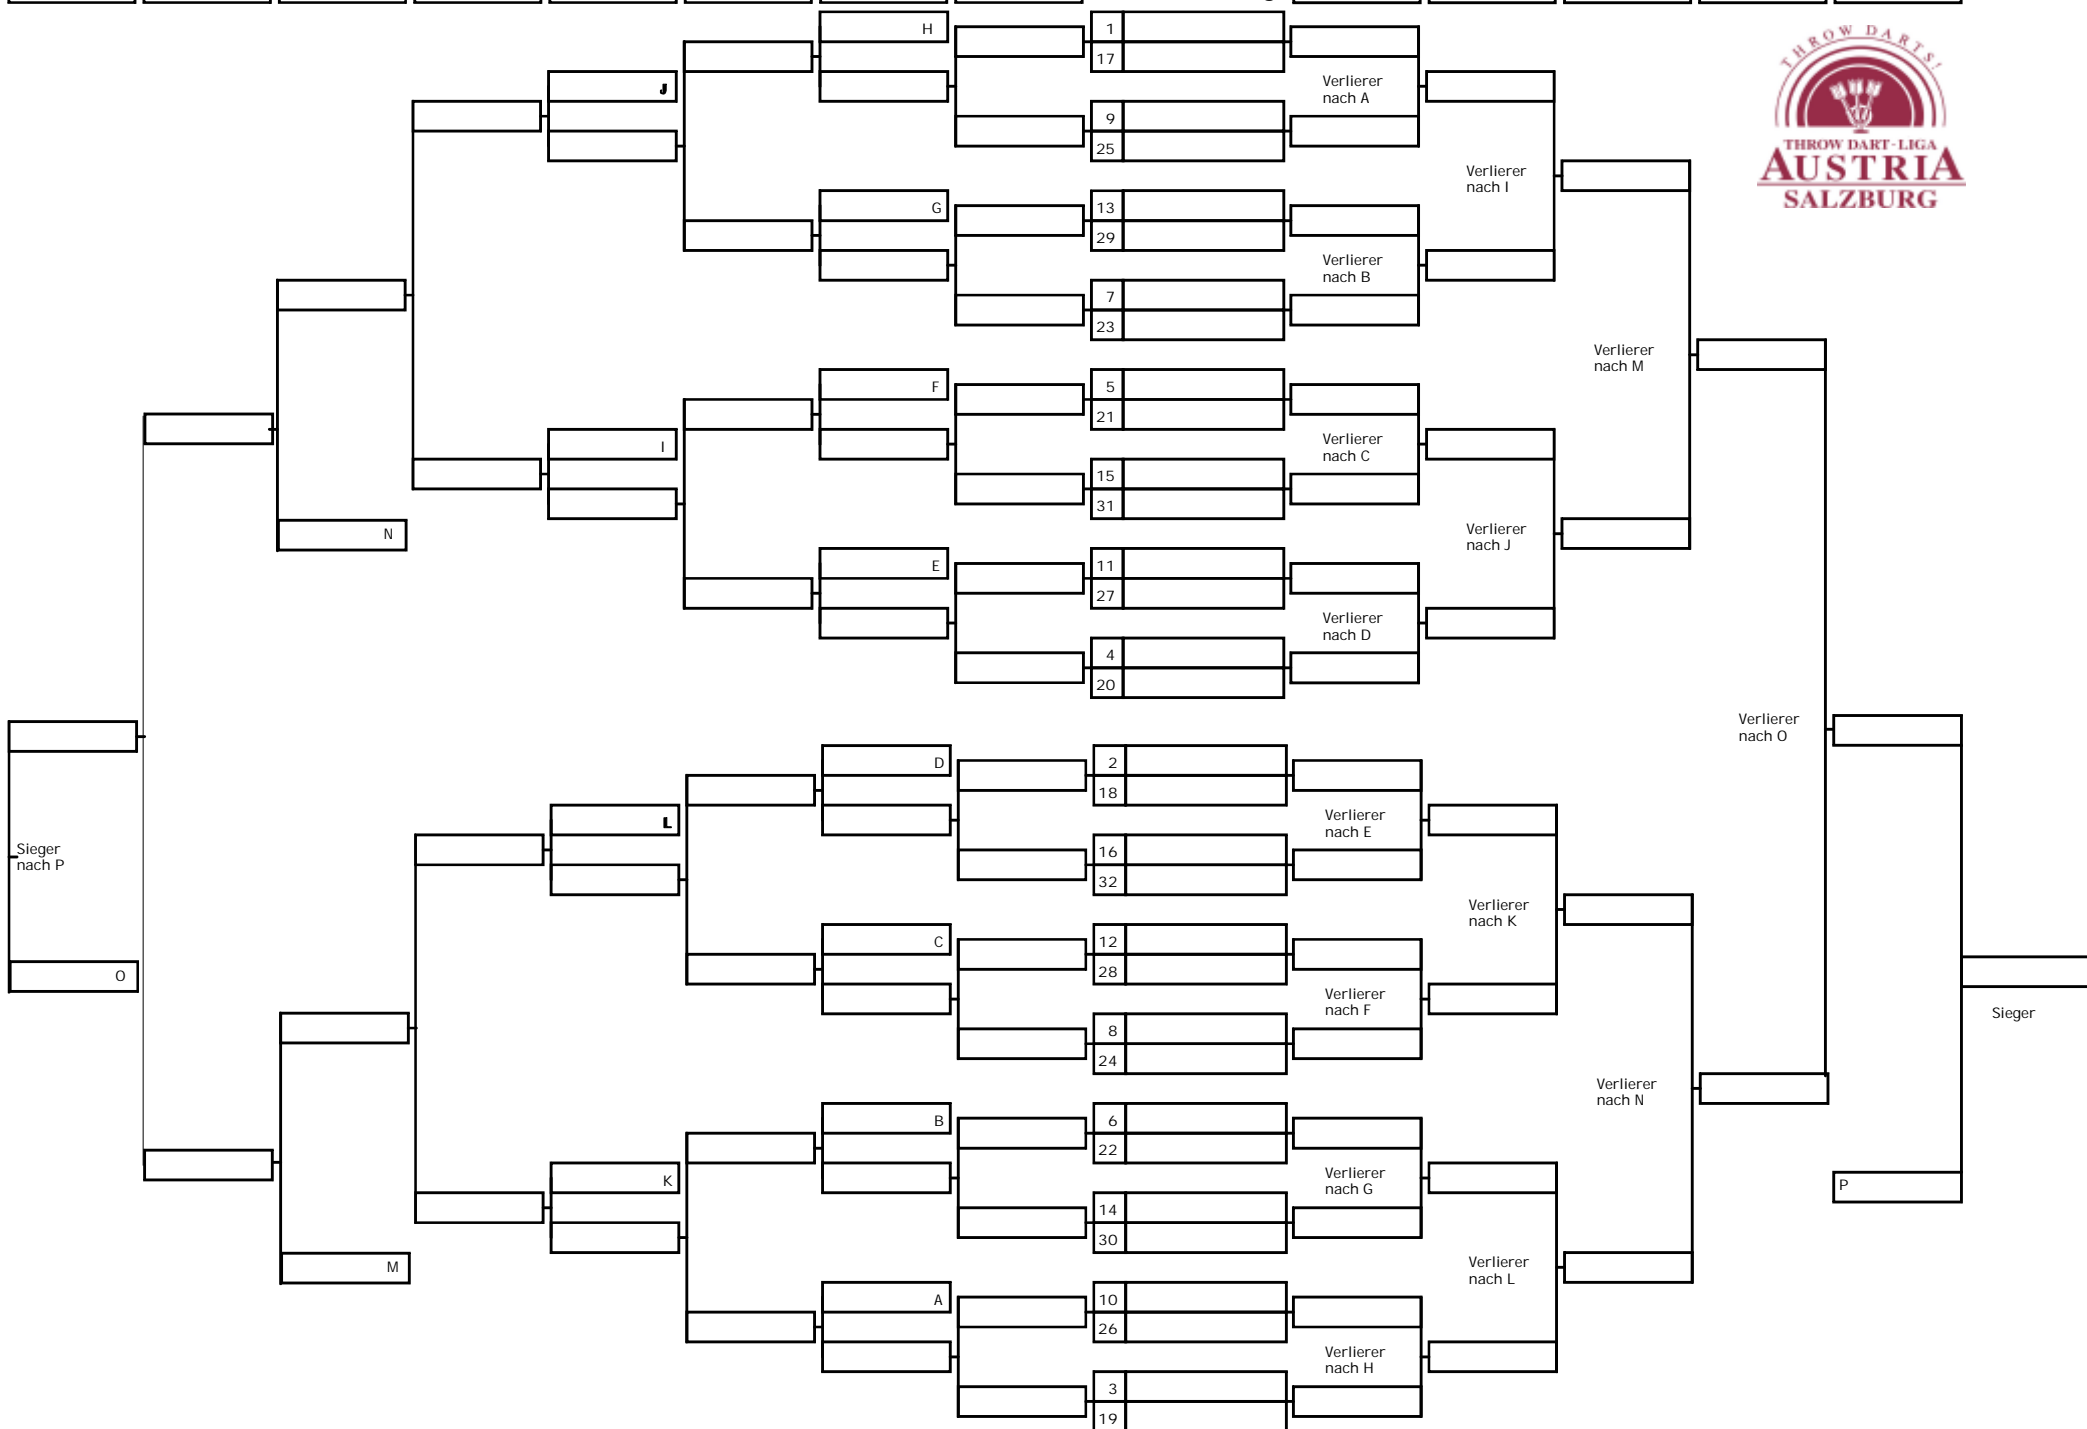 H
1
17
Verlierer
nach A
J
9
25
THROW DARTS!
THROW DART-LIGA
AUSTRIA
SALZBURG
Verlierer
nach I
G
13
29
Verlierer
nach B
7
23
Verlierer
nach M
F
5
21
Verlierer
nach C
I
15
31
N
Verlierer
nach J
E
11
27
Verlierer
nach D
4
20
Verlierer
nach O
D
2
18
L
Verlierer
nach E
Sieger
nach P
16
32
Verlierer
nach K
C
12
28
O
Verlierer
nach F
Sieger
8
24
Verlierer
nach N
B
6
22
K
Verlierer
nach G
P
14
30
M
Verlierer
nach L
A
10
26
Verlierer
nach H
3
19